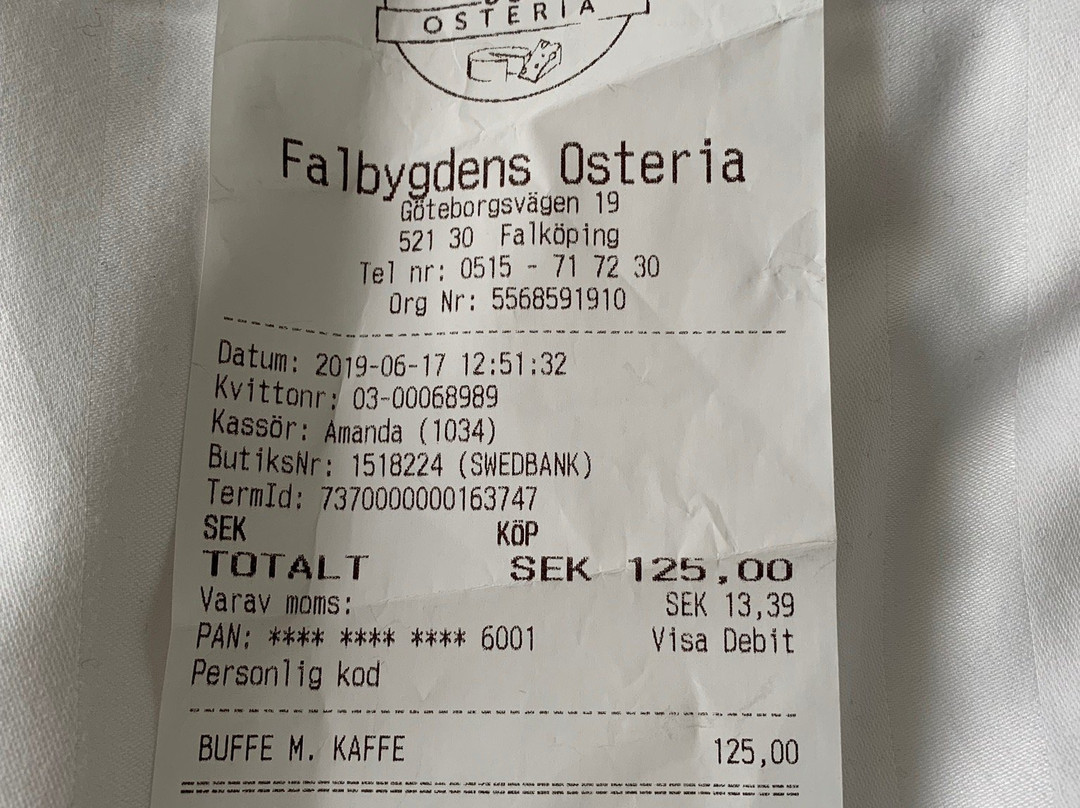 OSTERIA
Falbygdens Osteria
Göteborgsvägen 19
521 30 Falköping
Tel nr: 0515 - 71 72 30
Org Nr: 5568591910
Datum: 2019-06-17 12:51:32
Kvittonr: 03-00068989
Kassör: Amanda (1034)
ButiksNr: 1518224 (SWEDBANK)
TermId: 7370000000163747
SEK KÖP
TOTALT SEK 125,00
Varav moms: SEK 13,39
PAN: **** **** **** 6001 Visa Debit
Personlig kod
BUFFE M. KAFFE 125,00